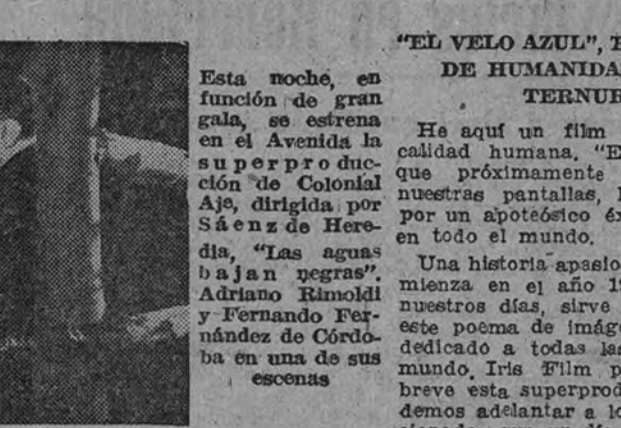 Esta noche, en
función de gran
gala, se estrena
en el Avenida la
superproduc-
ción de Colonial
Aje, dirigida por
Sáenz de Here-
dia, "Las aguas
bajan negras".
Adriano Rimoldi
y Fernando Fer-
nández de Córdo-
ba en una de sus
escenas
"EL VELO AZUL",
DE HUMANIDA
TERNUR
He aquí un film
calidad humana. "E
que próximamente
nuestras pantallas,
por un apoteósico éx
en todo el mundo.
Una historia apasio
mienza en el año 19
nuestros días, sirve
este poema de imáge
dedicado a todas las
mundo. Iris Film p
breve esta superprod
demos adelantar a lo